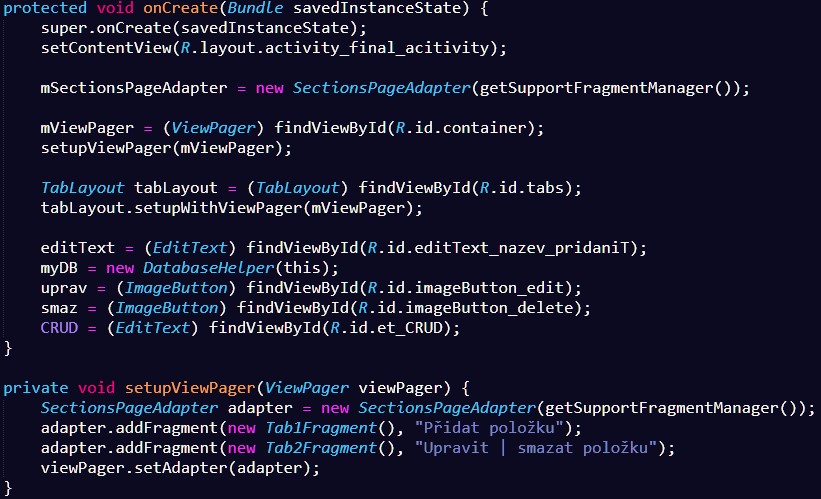 protected void onCreate(Bundle savedInstanceState) {
super.onCreate(savedInstanceState);
setContentView(R.layout.activity_final_acitivity);
mSectionsPageAdapter = new SectionsPageAdapter(getSupportFragmentManager());
mViewPager = (ViewPager) findViewById(R.id.container);
setupViewPager(mViewPager);
TabLayout tabLayout = (TabLayout) findViewById(R.id.tabs);
tabLayout.setupWithViewPager(mViewPager);
editText = (EditText) findViewById(R.id.editText_nazev_pridaniT);
myDB = new DatabaseHelper(this);
uprav = (ImageButton) findViewById(R.id.imageButton_edit);
smaz = (ImageButton) findViewById(R.id.imageButton_delete);
CRUD = (EditText) findViewById(R.id.et_CRUD);
}
private void setupViewPager(ViewPager viewPager) {
SectionsPageAdapter adapter = new SectionsPageAdapter(getSupportFragmentManager());
adapter.addFragment(new Tab1Fragment(), "Přidat položku");
adapter.addFragment(new Tab2Fragment(), "Upravit | smazat položku");
viewPager.setAdapter(adapter);
}